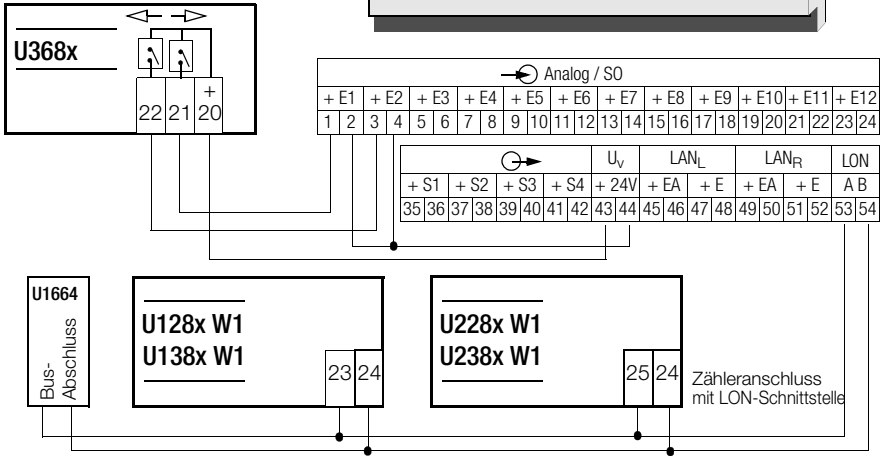 U368x
+
22 21 20
Analog / S0
+ E1 + E2 + E3 + E4 + E5 + E6 + E7 + E8 + E9 + E10 + E11 + E12
1 2 3 4 5 6 7 8 9 10 11 12 13 14 15 16 17 18 19 20 21 22 23 24
Uv LANL LANR LON
+ S1 + S2 + S3 + S4 + 24V + EA + E + EA + E A B
35 36 37 38 39 40 41 42 43 44 45 46 47 48 49 50 51 52 53 54
U1664
Bus-
Abschluss
U128x W1
U138x W1
23 24
U228x W1
U238x W1
25 24
Zähleranschluss
mit LON-Schnittstelle